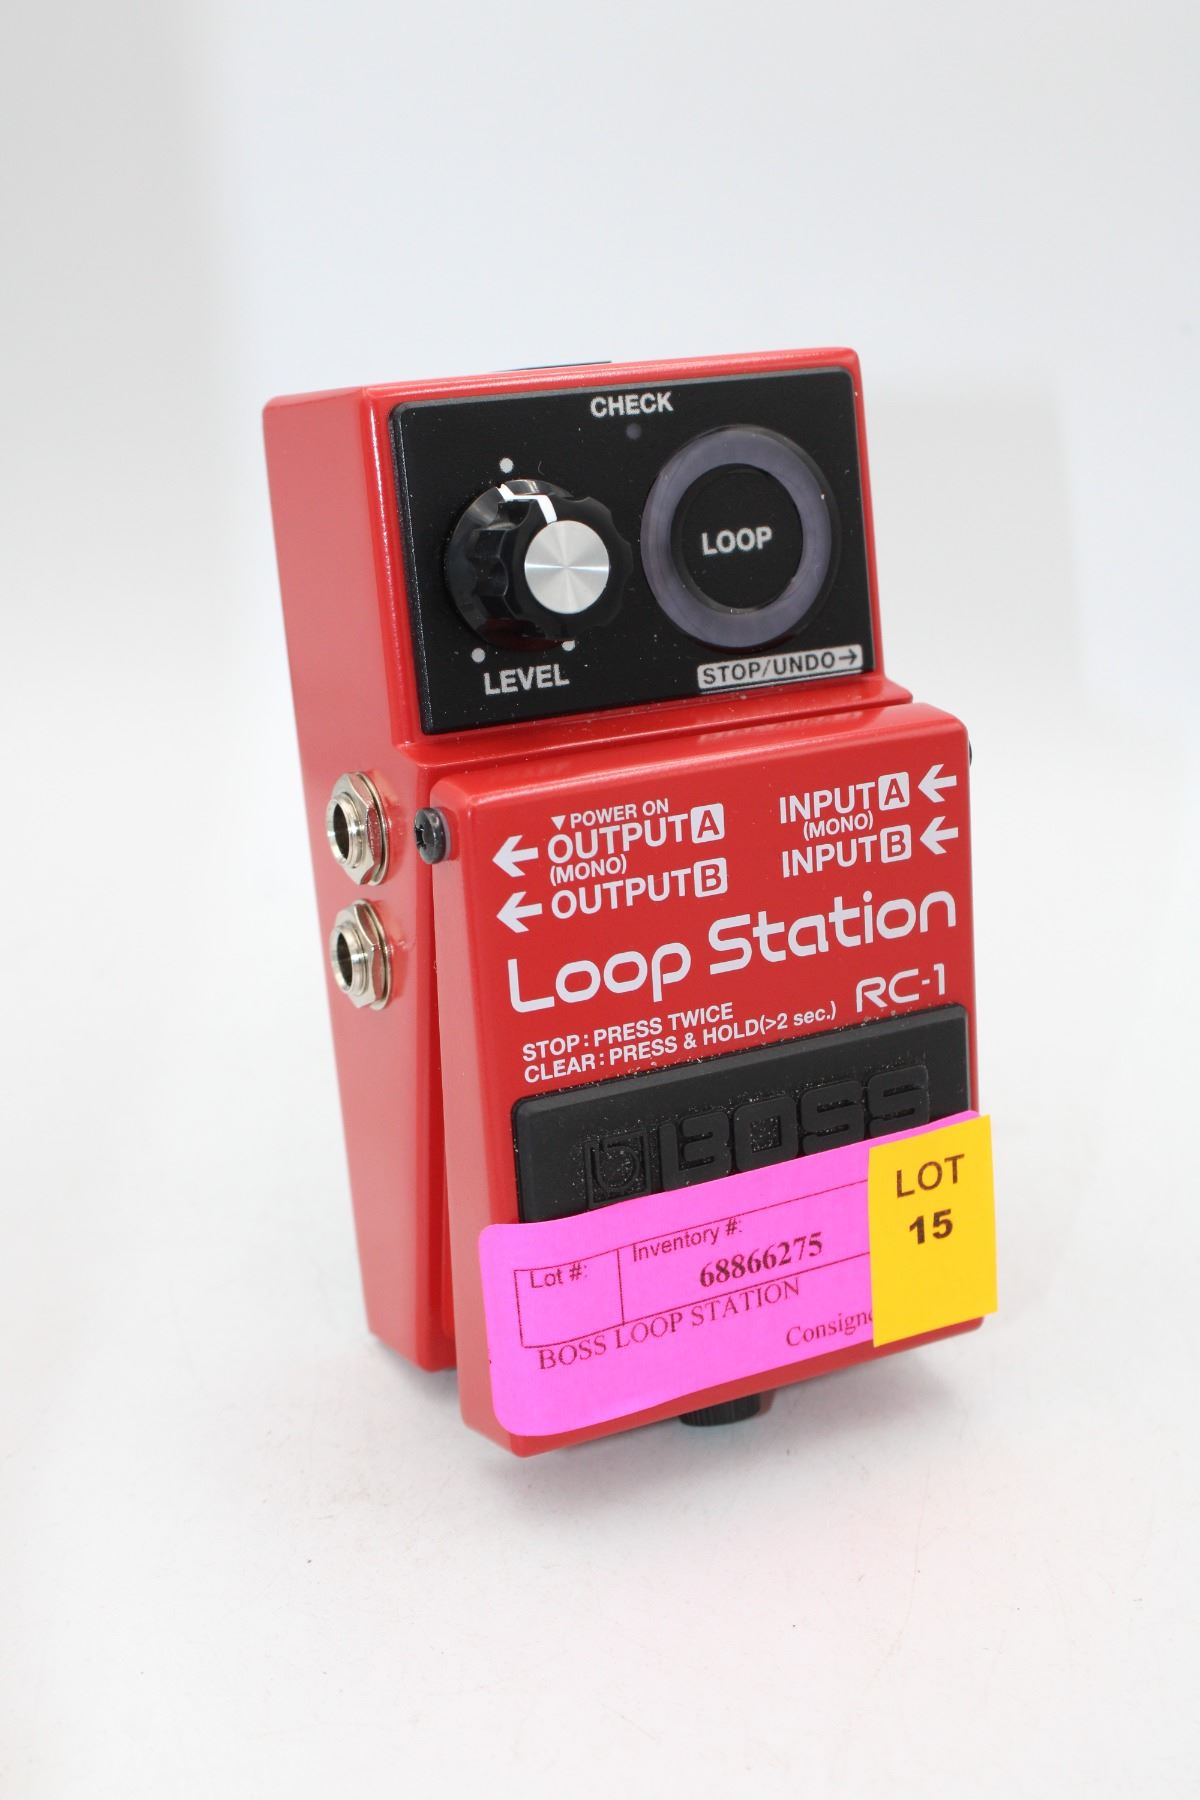 CHECK
LOOP
LEVEL
STOP/UNDO→
▼POWER ON
←OUTPUT A
(MONO)
←OUTPUT B
INPUT A←
(MONO)
INPUT B←
Loop Station
RC-1
STOP:PRESS TWICE
CLEAR:PRESS & HOLD(>2 sec.)
BOSS
LOT
15
Lot #:
Inventory #:
68866275
BOSS LOOP STATION